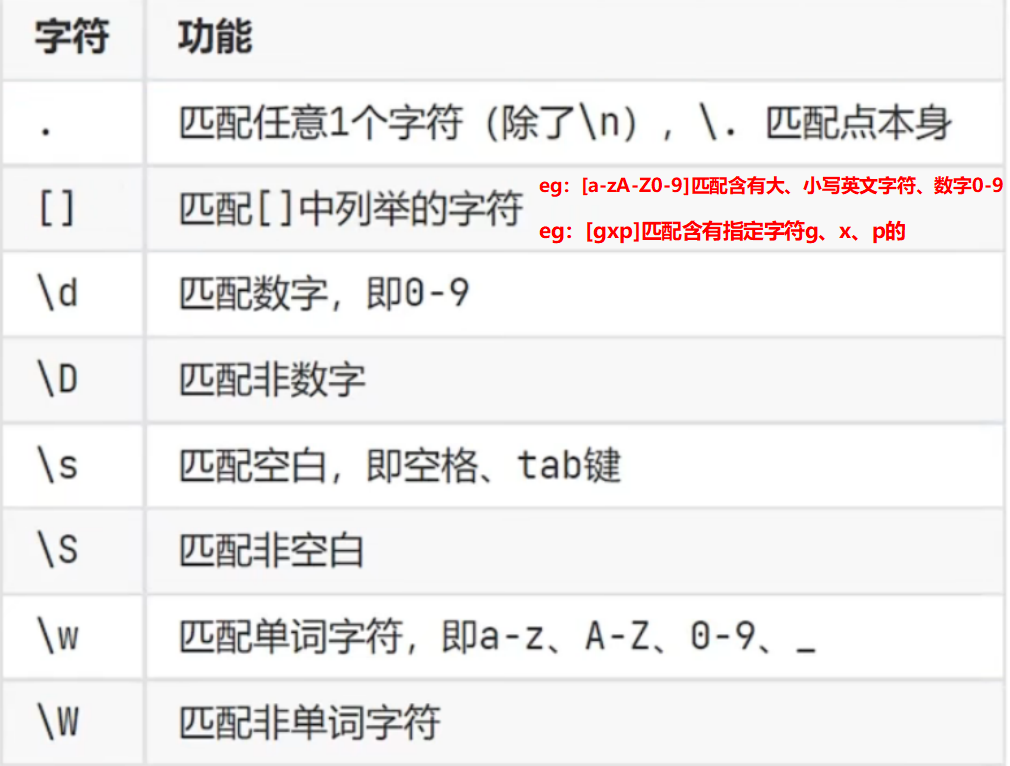 字符 功能
. 匹配任意1个字符（除了\n），\. 匹配点本身
[] 匹配[]中列举的字符 eg：[a-zA-Z0-9]匹配含有大、小写英文字符、数字0-9
eg：[gxp]匹配含有指定字符g、x、p的
\d 匹配数字，即0-9
\D 匹配非数字
\s 匹配空白，即空格、tab键
\S 匹配非空白
\w 匹配单词字符，即a-z、A-Z、0-9、_
\W 匹配非单词字符